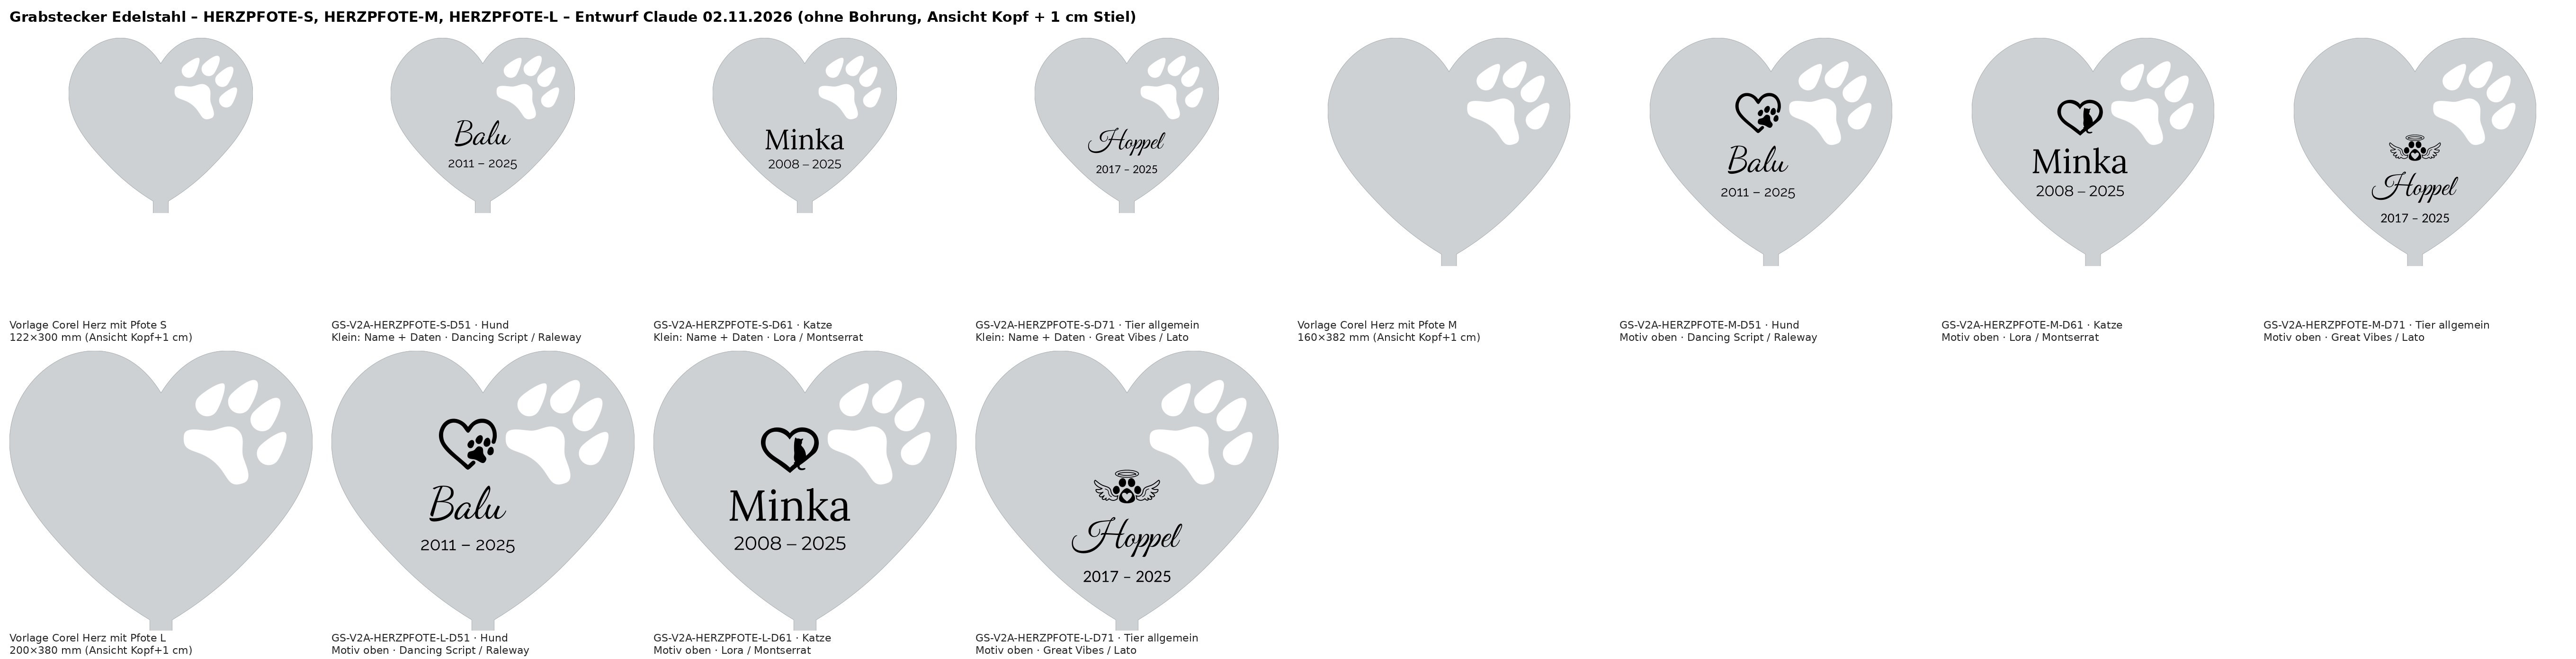 Grabstecker Edelstahl – HERZPFOTE-S, HERZPFOTE-M, HERZPFOTE-L – Entwurf Claude 02.11.2026 (ohne Bohrung, Ansicht Kopf + 1 cm Stiel)
Balu
2011 – 2025
Minka
2008 – 2025
Hoppel
2017 – 2025
Balu
2011 – 2025
Minka
2008 – 2025
Hoppel
2017 – 2025
Vorlage Corel Herz mit Pfote S
122×300 mm (Ansicht Kopf+1 cm)
GS-V2A-HERZPFOTE-S-D51 · Hund
Klein: Name + Daten · Dancing Script / Raleway
GS-V2A-HERZPFOTE-S-D61 · Katze
Klein: Name + Daten · Lora / Montserrat
GS-V2A-HERZPFOTE-S-D71 · Tier allgemein
Klein: Name + Daten · Great Vibes / Lato
Vorlage Corel Herz mit Pfote M
160×382 mm (Ansicht Kopf+1 cm)
GS-V2A-HERZPFOTE-M-D51 · Hund
Motiv oben · Dancing Script / Raleway
GS-V2A-HERZPFOTE-M-D61 · Katze
Motiv oben · Lora / Montserrat
GS-V2A-HERZPFOTE-M-D71 · Tier allgemein
Motiv oben · Great Vibes / Lato
Balu
2011 – 2025
Minka
2008 – 2025
Hoppel
2017 – 2025
Vorlage Corel Herz mit Pfote L
200×380 mm (Ansicht Kopf+1 cm)
GS-V2A-HERZPFOTE-L-D51 · Hund
Motiv oben · Dancing Script / Raleway
GS-V2A-HERZPFOTE-L-D61 · Katze
Motiv oben · Lora / Montserrat
GS-V2A-HERZPFOTE-L-D71 · Tier allgemein
Motiv oben · Great Vibes / Lato